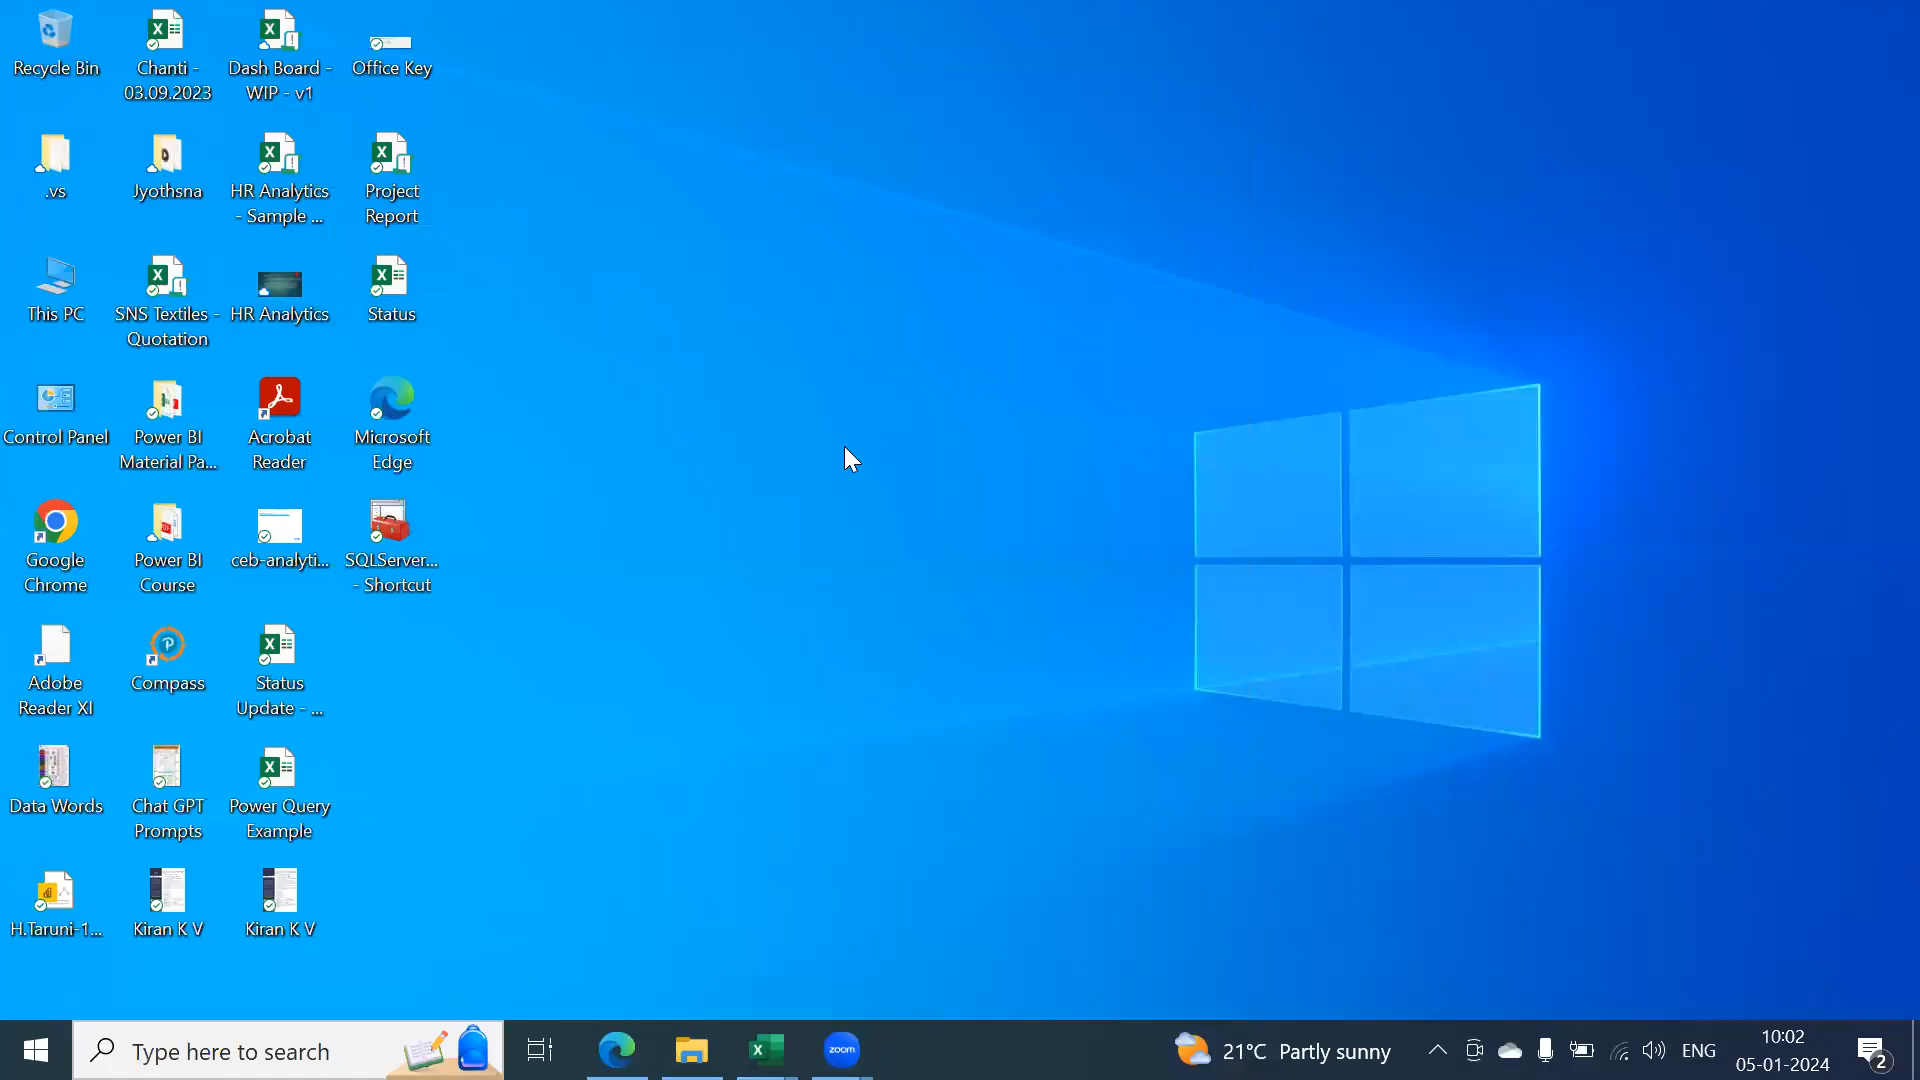 Recycle Bin
Chanti -
03.09.2023
Dash Board -
WIP - v1
Office Key
.vs
Jyothsna
HR Analytics
- Sample ...
Project
Report
This PC
SNS Textiles -
Quotation
HR Analytics
Status
Control Panel
Power BI
Material Pa...
Acrobat
Reader
Microsoft
Edge
Google
Chrome
Power BI
Course
ceb-analyti...
SQLServer...
- Shortcut
Adobe
Reader XI
Compass
Status
Update - ...
Data Words
Chat GPT
Prompts
Power Query
Example
H.Taruni-1...
Kiran K V
Kiran K V
Type here to search
zoom
21°C Partly sunny
ENG
10:02
05-01-2024
2